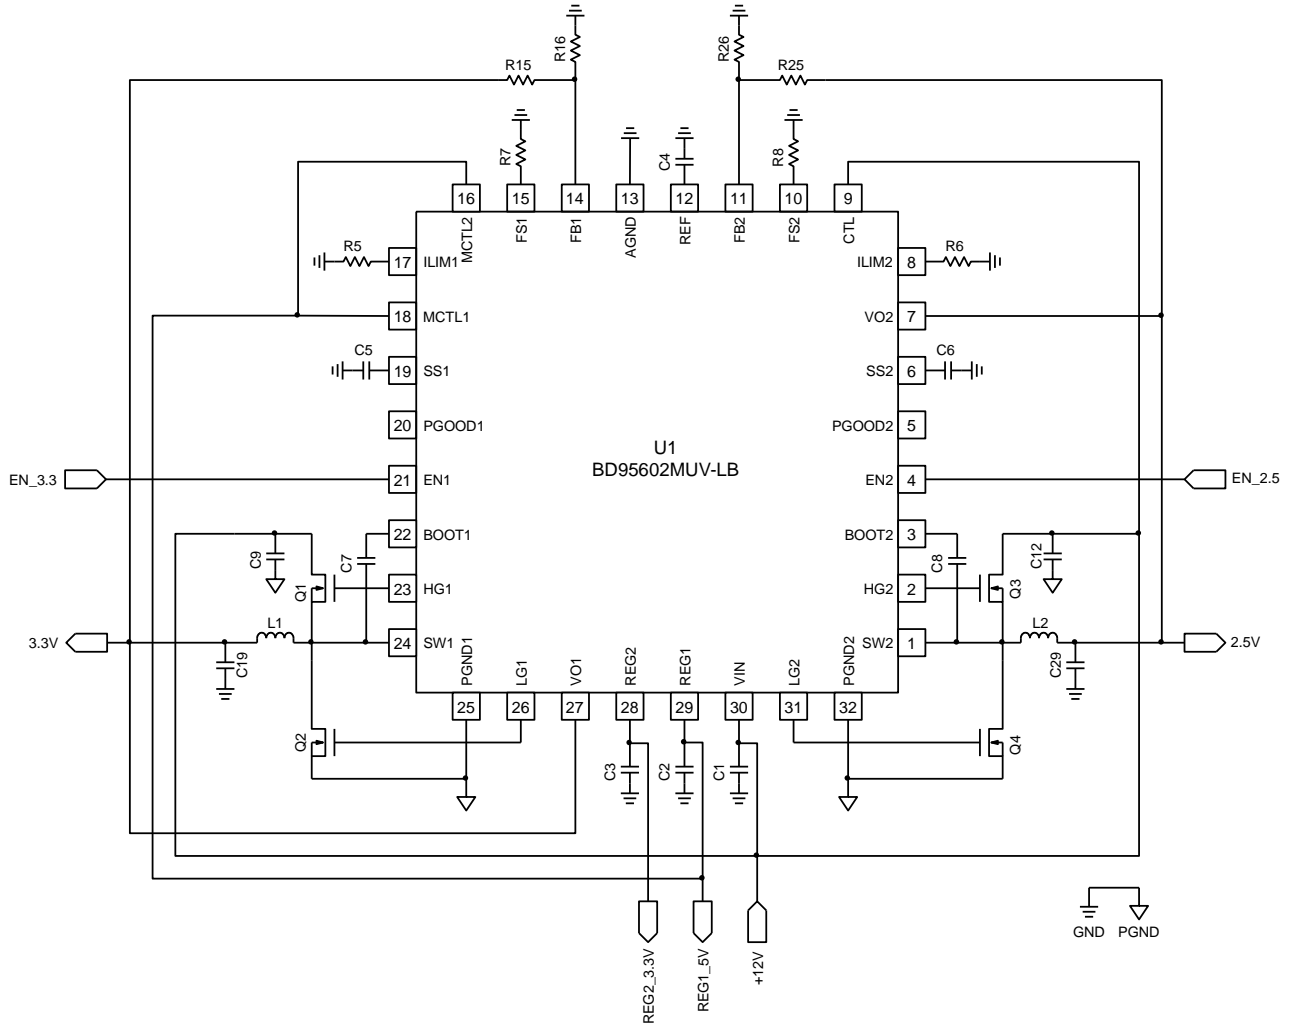 R16
R26
R15
R25
R7
C4
R8
16
15
14
13
12
11
10
9
MCTL2
FS1
FB1
AGND
REF
FB2
FS2
CTL
R5
17
ILIM1
ILIM2
8
R6
18
MCTL1
VO2
7
C5
19
SS1
SS2
6
C6
20
PGOOD1
PGOOD2
5
U1
BD95602MUV-LB
EN_3.3
21
EN1
EN2
4
EN_2.5
22
BOOT1
BOOT2
3
C9
C7
C8
C12
Q1
23
HG1
HG2
2
Q3
3.3V
L1
24
SW1
SW2
1
L2
2.5V
C19
C29
PGND1
LG1
VO1
REG2
REG1
VIN
LG2
PGND2
25
26
27
28
29
30
31
32
Q2
Q4
C3
C2
C1
REG2_3.3V
REG1_5V
+12V
GND
PGND